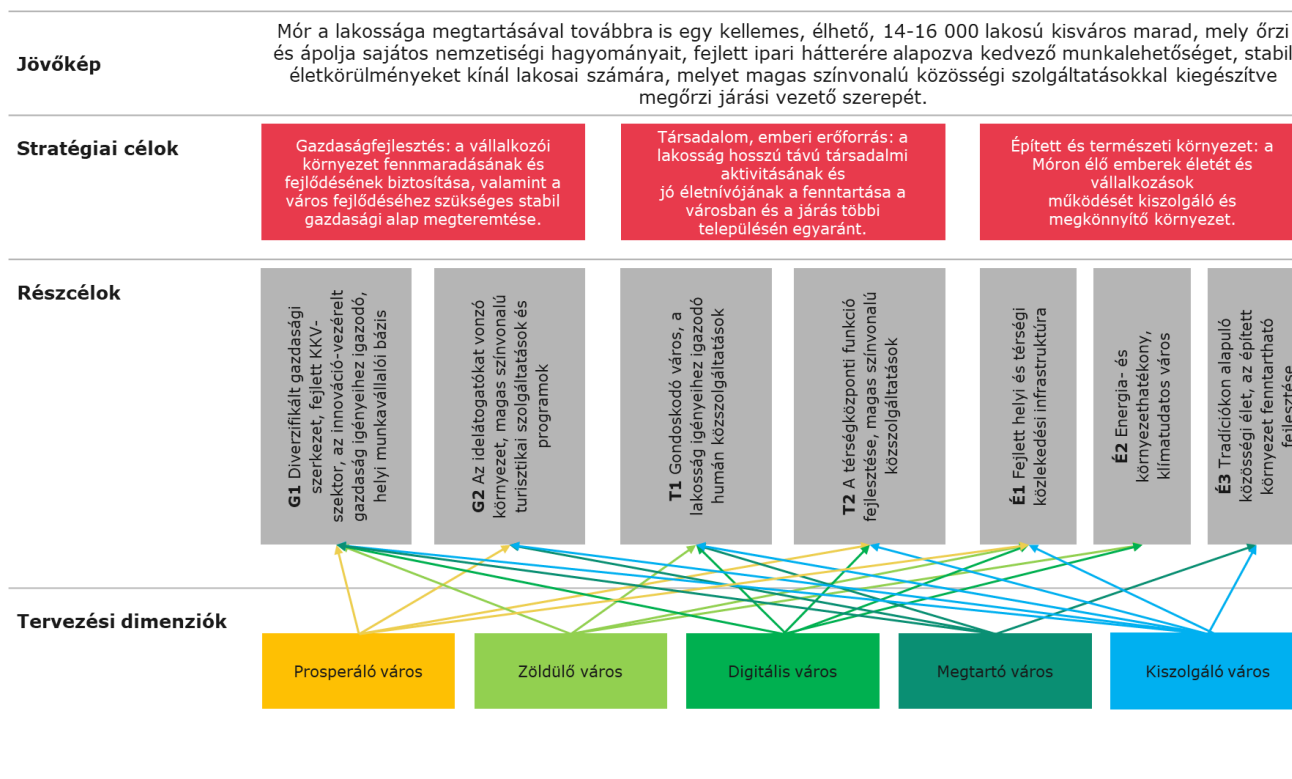 Jövőkép
Mór a lakossága megtartásával továbbra is egy kellemes, élhető, 14-16 000 lakosú kisváros marad, mely őrzi
és ápolja sajátos nemzetiségi hagyományait, fejlett ipari hátterére alapozva kedvező munkalehetőséget, stabil
életkörülményeket kínál lakosai számára, melyet magas színvonalú közösségi szolgáltatásokkal kiegészítve
megőrzi járási vezető szerepét.
Stratégiai célok
Gazdaságfejlesztés: a vállalkozói
környezet fennmaradásának és
fejlődésének biztosítása, valamint a
város fejlődéséhez szükséges stabil
gazdasági alap megteremtése.
Társadalom, emberi erőforrás: a
lakosság hosszú távú társadalmi
aktivitásának és
jó életnívójának a fenntartása a
városban és a járás többi
településén egyaránt.
Épített és természeti környezet: a
Móron élő emberek életét és
vállalkozások
működését kiszolgáló és
megkönnyítő környezet.
Részcélok
G1 Diverzifikált gazdasági
szerkezet, fejlett KKV-
szektor, az innováció-vezérelt
gazdaság igényeihez igazodó,
helyi munkavállalói bázis
G2 Az idelátogatókat vonzó
környezet, magas színvonalú
turisztikai szolgáltatások és
programok
T1 Gondoskodó város, a
lakosság igényeihez igazodó
humán közszolgáltatások
T2 A térségközponti funkció
fejlesztése, magas színvonalú
közszolgáltatások
É1 Fejlett helyi és térségi
közlekedési infrastruktúra
É2 Energia- és
környezethatékony,
klímatudatos város
É3 Tradíciókon alapuló
közösségi élet, az épített
környezet fenntartható
fejlesztése
Tervezési dimenziók
Prosperáló város
Zöldülő város
Digitális város
Megtartó város
Kiszolgáló város